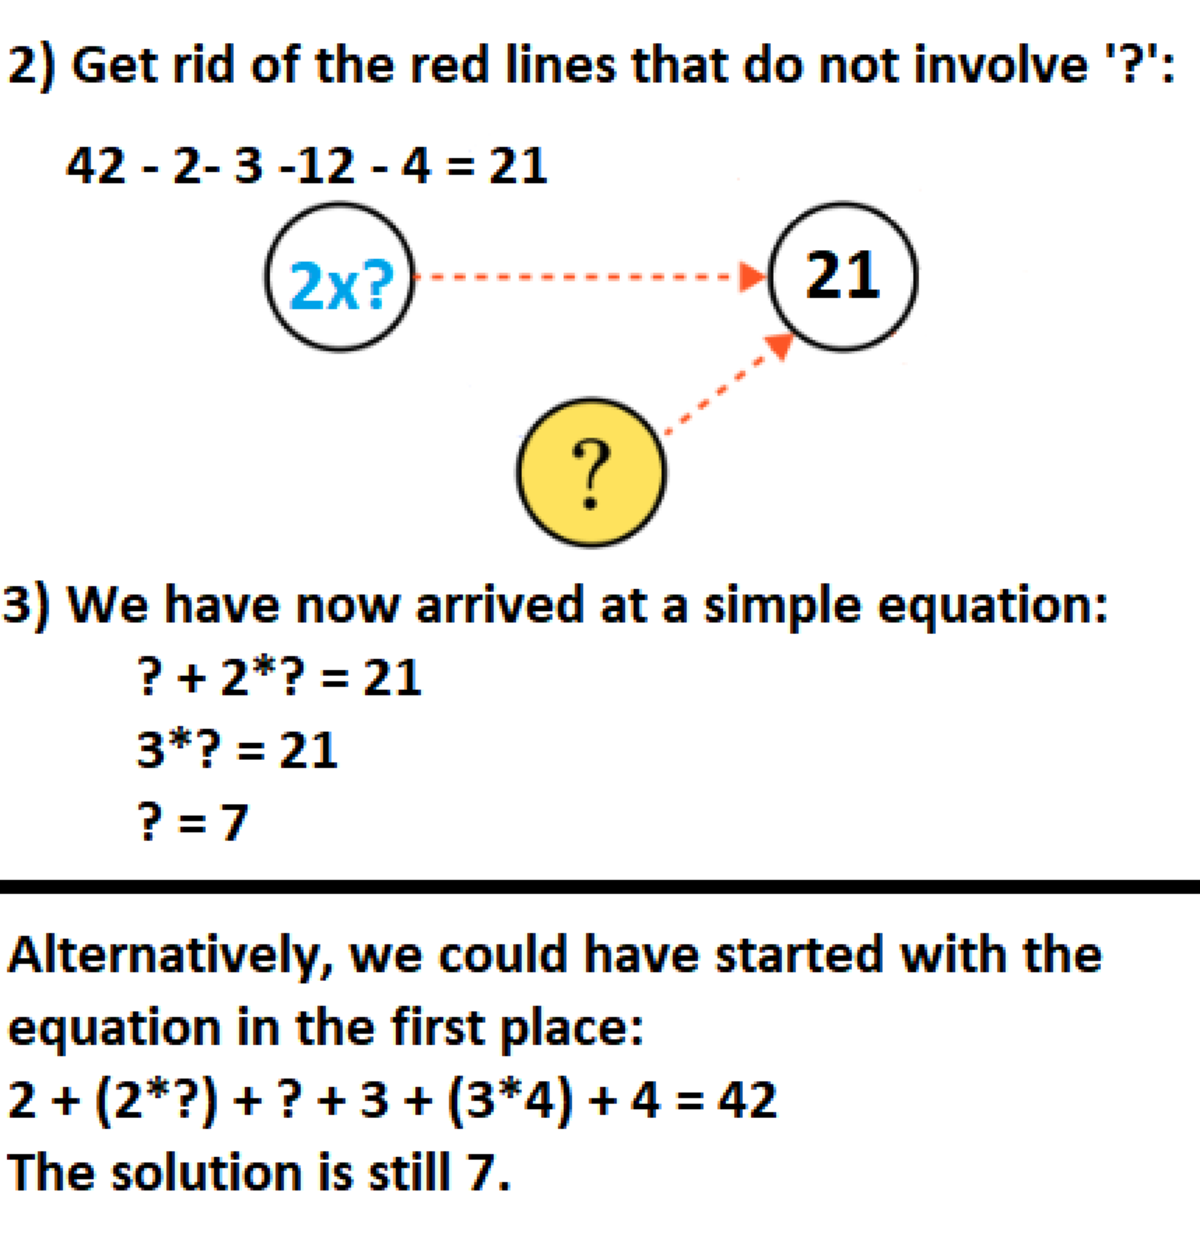 2) Get rid of the red lines that do not involve '?':
42 - 2- 3 -12 - 4 = 21
2x?
21
?
3) We have now arrived at a simple equation:
? + 2*? = 21
3*? = 21
? = 7
Alternatively, we could have started with the
equation in the first place:
2 + (2*?) + ? + 3 + (3*4) + 4 = 42
The solution is still 7.